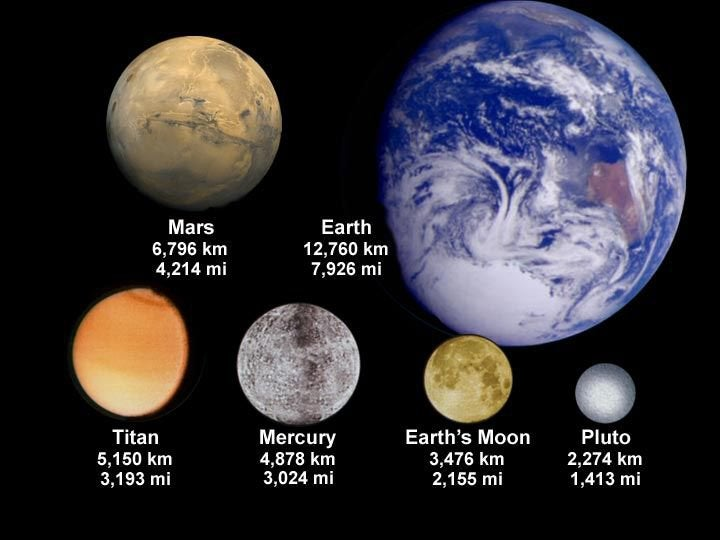 Mars
6,796 km
4,214 mi
Earth
12,760 km
7,926 mi
Titan
5,150 km
3,193 mi
Mercury
4,878 km
3,024 mi
Earth’s Moon
3,476 km
2,155 mi
Pluto
2,274 km
1,413 mi